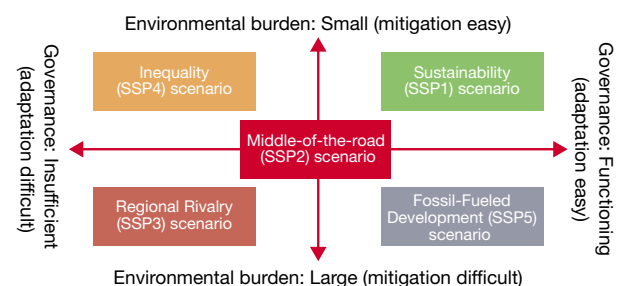 Environmental burden: Small (mitigation easy)
Governance: Insufficient
(adaptation difficult)
Inequality
(SSP4) scenario
Sustainability
(SSP1) scenario
Governance: Functioning
(adaptation easy)
Middle-of-the-road
(SSP2) scenario
Regional Rivalry
(SSP3) scenario
Fossil-Fueled
Development (SSP5)
scenario
Environmental burden: Large (mitigation difficult)